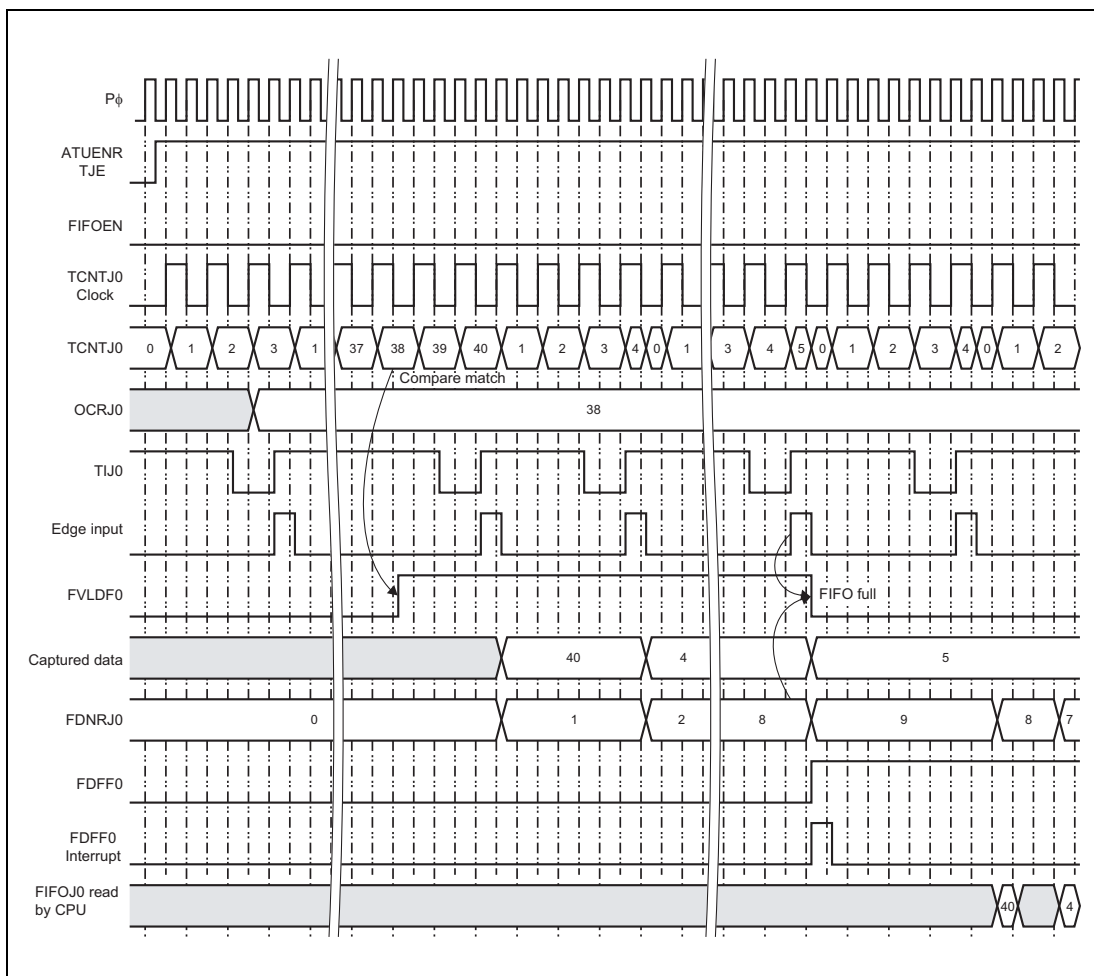 Pϕ
ATUENR
TJE
FIFOEN
TCNTJ0
Clock
TCNTJ0 0 1 2 3 1 37 38 39 40 1 2 3 4 0 1 3 4 5 0 1 2 3 4 0 1 2
Compare match
OCRJ0 38
TIJ0
Edge input
FVLDF0 FIFO full
Captured data 40 4 5
FDNRJ0 0 1 2 8 9 8 7
FDFF0
FDFF0
Interrupt
FIFOJ0 read
by CPU 40 4